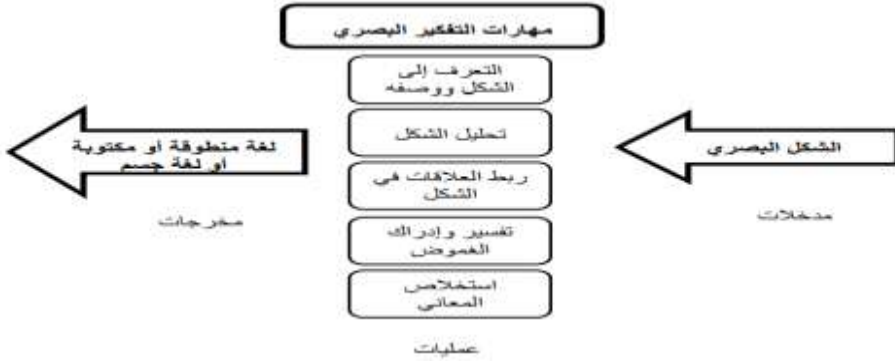 مهارات التفكير البصري
الشكل البصري
مدخلات
التعرف إلى
الشكل ووصفه
تحليل الشكل
ربط العلاقات في
الشكل
تفسير وإدراك
الغموض
استخلاص
المعاني
عمليات
لغة منطوقة أو مكتوبة
او لغة جسم
مخرجات